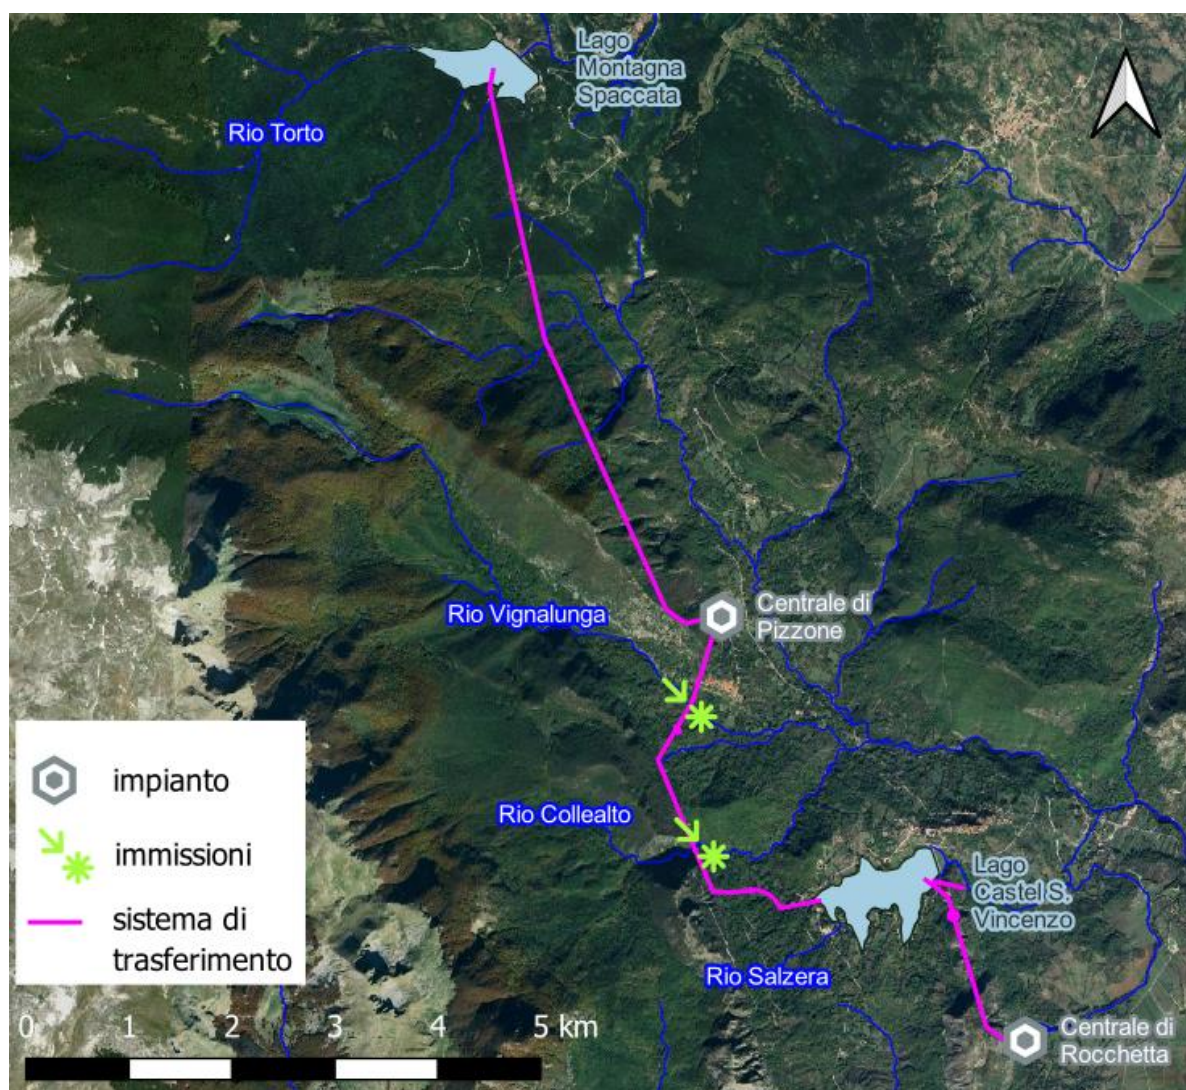 Lago
Montagna
Spaccata
Rio Torto
Rio Vignalunga
Centrale di
Pizzone
Rio Collealto
Lago
Castel S.
Vincenzo
Rio Salzera
Centrale di
Rocchetta
impianto
immissioni
sistema di
trasferimento
0 1 2 3 4 5 km